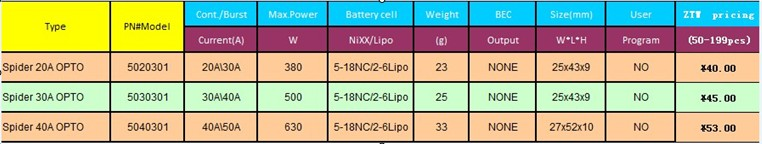 Type PN#Model Cont./Burst Max.Power Battery cell Weight BEC Size(mm) User ZTW pricing
Current(A) W NiXX/Lipo (g) Output W*L*H Program (50-199pcs)
Spider 20A OPTO 5020301 20A\30A 380 5-18NC/2-6Lipo 23 NONE 25x43x9 NO ¥40.00
Spider 30A OPTO 5030301 30A\40A 500 5-18NC/2-6Lipo 25 NONE 25x43x9 NO ¥45.00
Spider 40A OPTO 5040301 40A\50A 630 5-18NC/2-6Lipo 33 NONE 27x52x10 NO ¥53.00